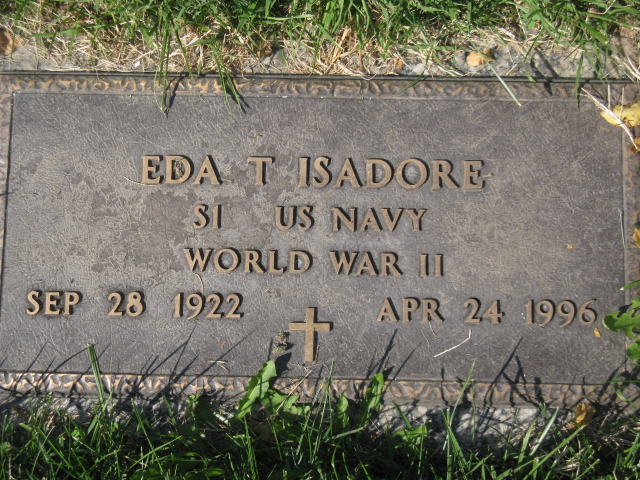 EDA T ISADORE
S1 US NAVY
WORLD WAR II
SEP 28 1922 APR 24 1996